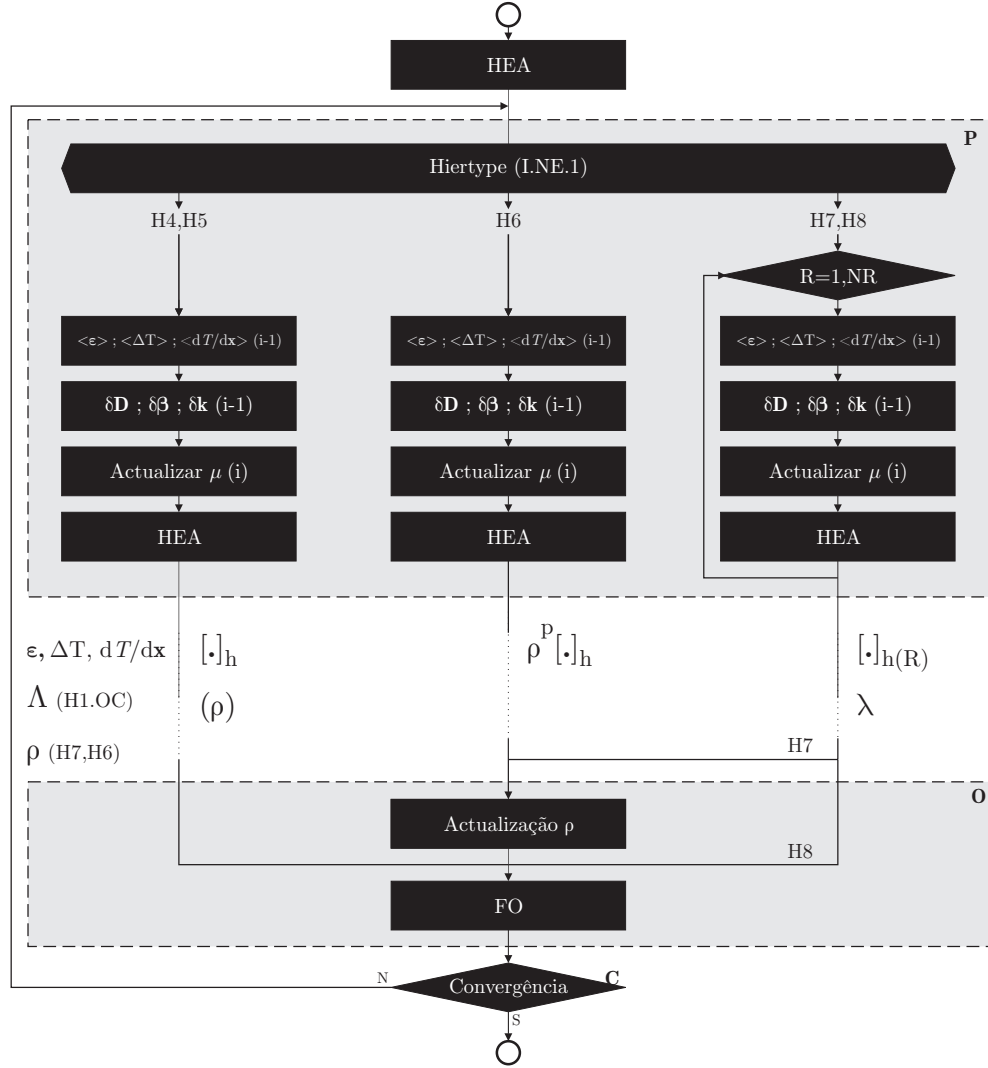 HEA
P
Hiertype (I.NE.1)
H4,H5
H6
H7,H8
R=1,NR
<ε> ; <ΔT> ; <dT/dx> (i-1)
<ε> ; <ΔT> ; <dT/dx> (i-1)
<ε> ; <ΔT> ; <dT/dx> (i-1)
δD ; δβ ; δk (i-1)
δD ; δβ ; δk (i-1)
δD ; δβ ; δk (i-1)
Actualizar μ (i)
Actualizar μ (i)
Actualizar μ (i)
HEA
HEA
HEA
ε, ΔT, dT/dx
[.]h
ρp[.]h
[.]h(R)
Λ (H1.OC)
(ρ)
λ
ρ (H7,H6)
H7
O
Actualização ρ
H8
FO
C
N
Convergência
S